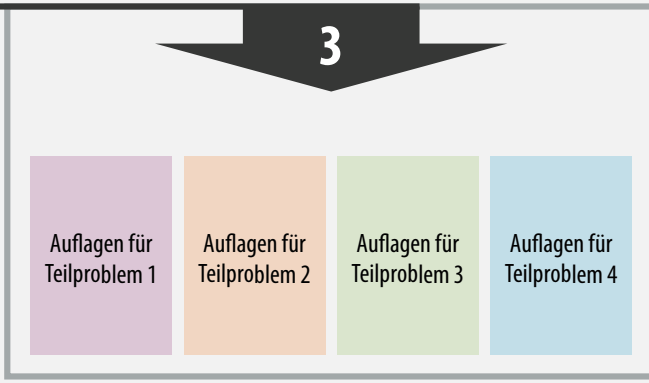 3
Auflagen für
Teilproblem 1
Auflagen für
Teilproblem 2
Auflagen für
Teilproblem 3
Auflagen für
Teilproblem 4